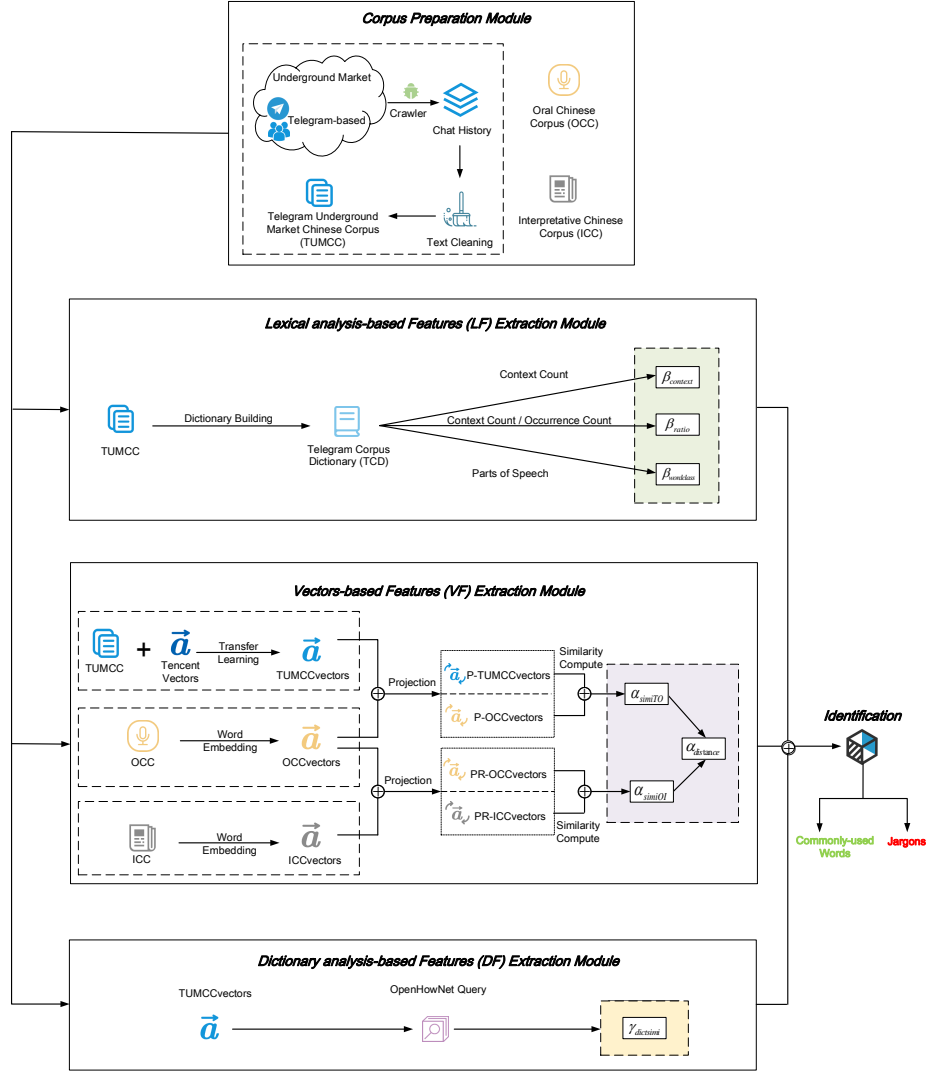 Corpus Preparation Module
Underground Market
Telegram-based
Crawler
Chat History
Text Cleaning
Telegram Underground
Market Chinese Corpus
(TUMCC)
Oral Chinese
Corpus (OCC)
Interpretative Chinese
Corpus (ICC)
Lexical analysis-based Features (LF) Extraction Module
TUMCC
Dictionary Building
Telegram Corpus
Dictionary (TCD)
Context Count
Context Count / Occurrence Count
Parts of Speech
β_context
β_ratio
β_wordclass
Vectors-based Features (VF) Extraction Module
TUMCC
+
a
Tencent
Vectors
Transfer
Learning
a
TUMCCvectors
OCC
Word
Embedding
a
OCCvectors
ICC
Word
Embedding
a
ICCvectors
Projection
Projection
a P-TUMCCvectors
a P-OCCvectors
a PR-OCCvectors
a PR-ICCvectors
Similarity
Compute
Similarity
Compute
α_simiTO
α_distance
α_simiOI
Identification
Commonly-used
Words
Jargons
Dictionary analysis-based Features (DF) Extraction Module
TUMCCvectors
a
OpenHowNet Query
γ_dictsimi